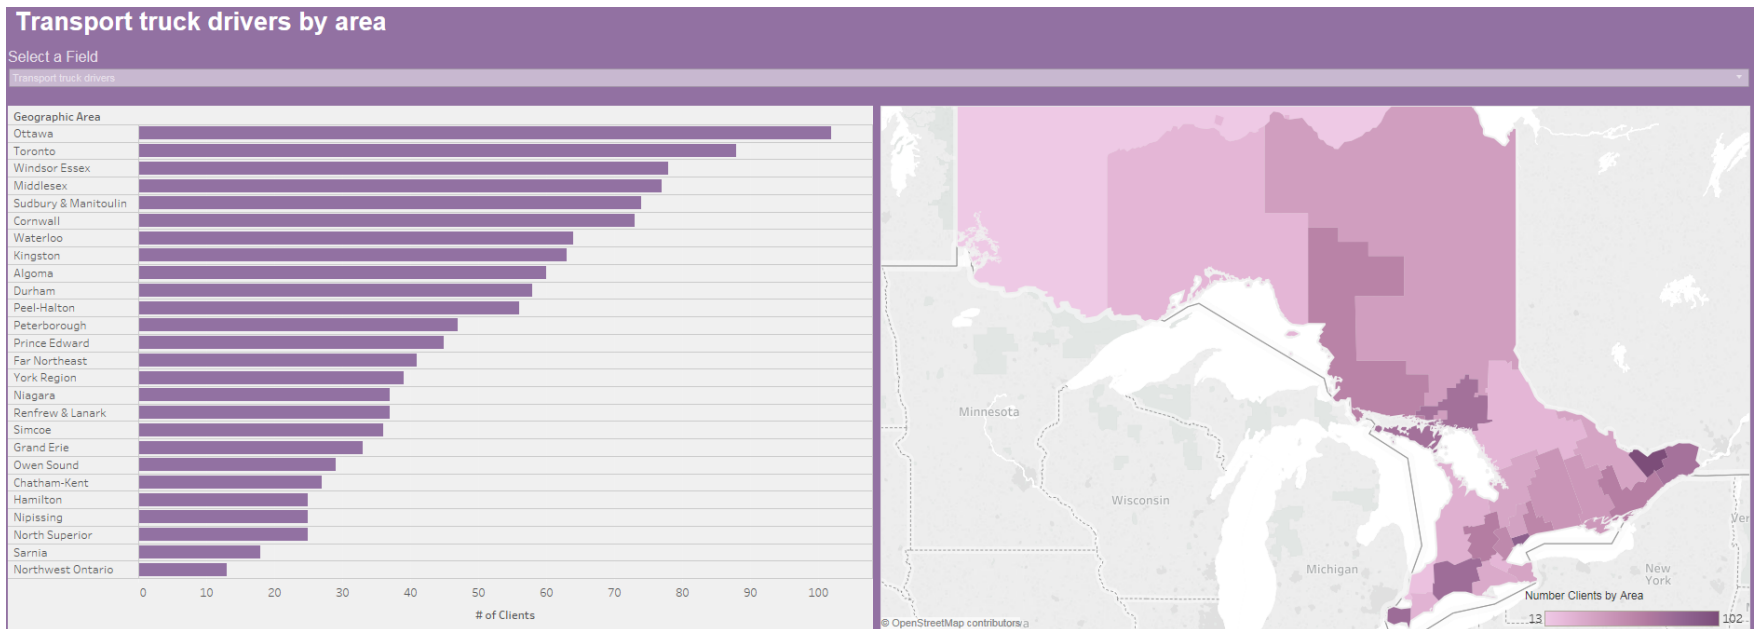 Transport truck drivers by area
Select a Field
Transport truck drivers
Geographic Area
Ottawa
Toronto
Windsor Essex
Middlesex
Sudbury & Manitoulin
Cornwall
Waterloo
Kingston
Algoma
Durham
Peel-Halton
Peterborough
Prince Edward
Far Northeast
York Region
Niagara
Renfrew & Lanark
Simcoe
Grand Erie
Owen Sound
Chatham-Kent
Hamilton
Nipissing
North Superior
Sarnia
Northwest Ontario
0 10 20 30 40 50 60 70 80 90 100
# of Clients
Minnesota
Wisconsin
Michigan
New
York
Number Clients by Area
13 102
© OpenStreetMap contributors